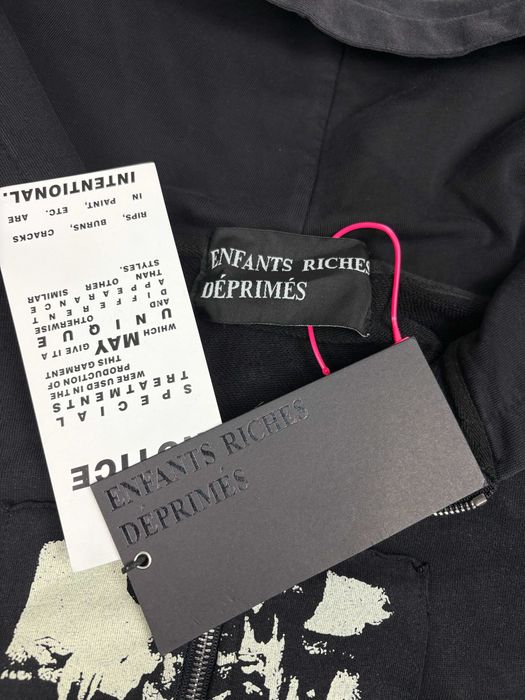 ENFANTS RICHES
DÉPRIMÉS
NOTICE
SPECIAL
TREATMENTS
WERE USED IN THE
PRODUCTION OF
THIS GARMENT
WHICH MAY GIVE IT A
UNIQUE
AND OTHERWISE
DIFFERENT
APPEARANCE
THAN OTHER SIMILAR
STYLES.
RIPS, BURNS, CRACKS
IN PAINT, ETC. ARE
INTENTIONAL.
ENFANTS RICHES
DÉPRIMÉS